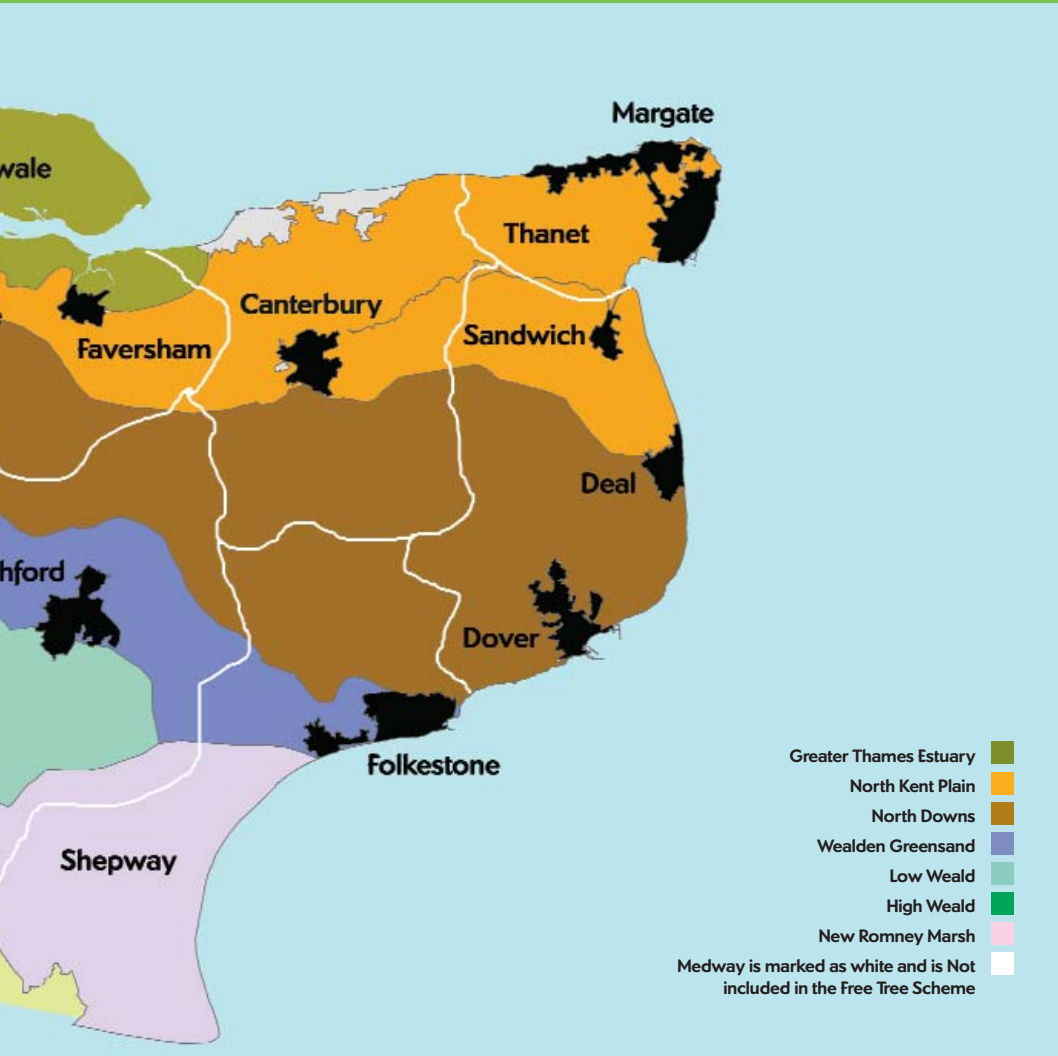 Margate
wale
Thanet
Canterbury
Sandwich
Faversham
Deal
hford
Dover
Folkestone
Shepway
Greater Thames Estuary
North Kent Plain
North Downs
Wealden Greensand
Low Weald
High Weald
New Romney Marsh
Medway is marked as white and is Not
included in the Free Tree Scheme